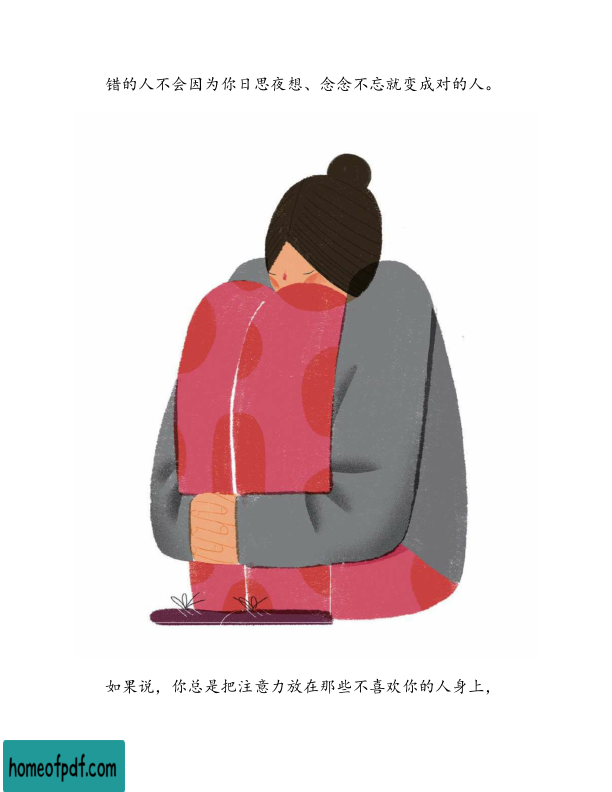 错的人不会因为你日思夜想、念念不忘就变成对的人。
如果说，你总是把注意力放在那些不喜欢你的人身上，
homeofpdf.com